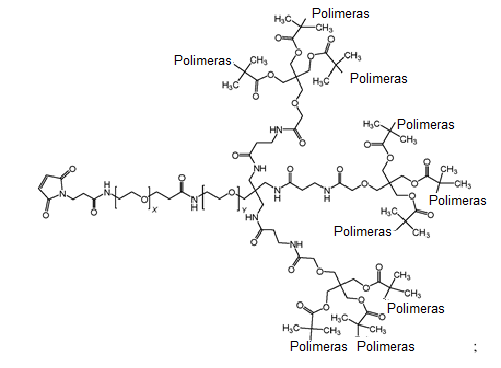 Polimeras
H₃C CH₃
O CH₃
O O CH₃
Polimeras CH₃ O O CH₃
H₃C O H₃C Polimeras
O
O
HN O
H₃C Polimeras
O CH₃
O NH O
O CH₃
O O O O O CH₃
N H N O x O N H O y N H N H O O Polimeras
O O
HN H₃C CH₃
O NH Polimeras
O
O O CH₃
O CH₃
O O Polimeras
O O
H₃C CH₃ H₃C CH₃
Polimeras Polimeras ;